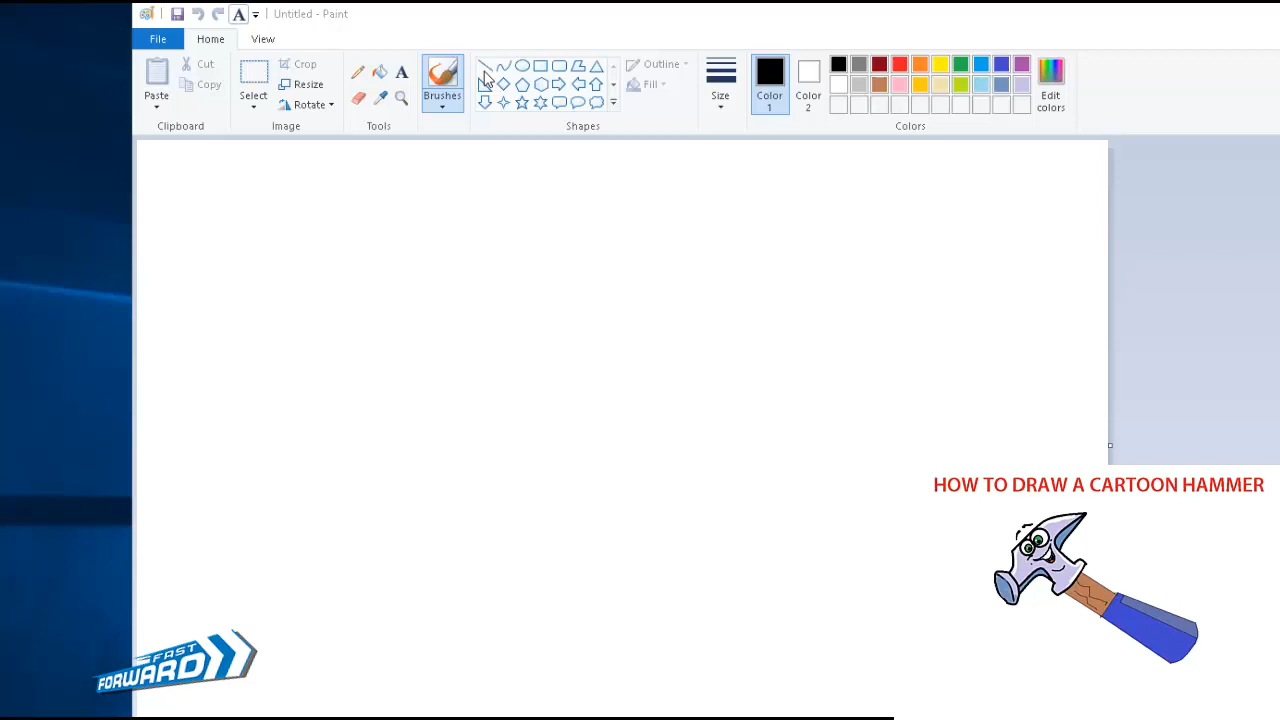 A Untitled - Paint
File Home View
Paste
Cut
Copy
Clipboard
Select
Crop
Resize
Rotate
Image
A
Tools
Brushes
Shapes
Outline
Fill
Size
Color 1
Color 2
Colors
Edit colors
HOW TO DRAW A CARTOON HAMMER
FAST
FORWARD